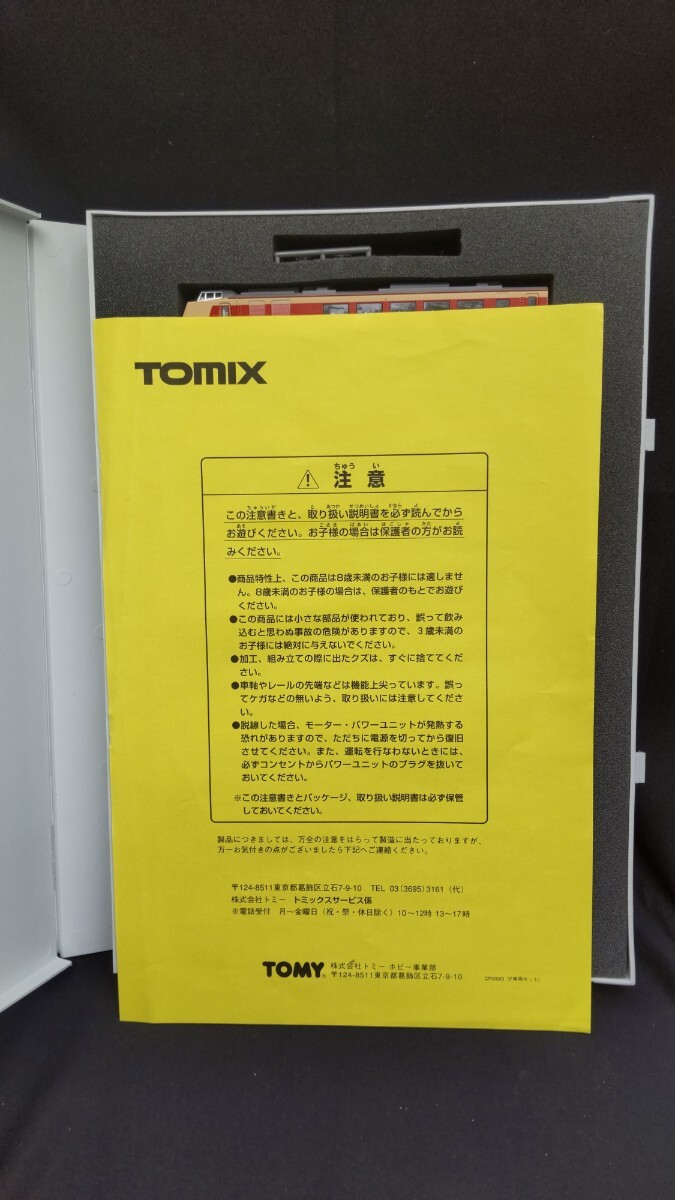 TOMIX
ちゅう い
注意
ちゅういが
この注意書きと、取り扱い説明書を必ず読んでから
お遊びください。お子様の場合は保護者の方がお読
みください。
●商品特性上、この商品は8歳未満のお子様には適しませ
ん。8歳未満のお子様の場合は、保護者のもとでお遊び
ください。
●この商品には小さな部品が使われており、誤って飲み
込むと思わぬ事故の危険がありますので、3歳未満の
お子様には絶対に与えないでください。
●加工、組み立ての際に出たクズは、すぐに捨ててくだ
さい。
●車軸やレールの先端などは機能上尖っています。誤っ
てケガなどの無いよう、取り扱いには注意してくださ
い。
●脱線した場合、モーター・パワーユニットが発熱する
恐れがありますので、ただちに電源を切ってから復旧
させてください。また、運転を行なわないときには、
必ずコンセントからパワーユニットのプラグを抜いて
おいてください。
※この注意書きとパッケージ、取り扱い説明書は必ず保管
しておいてください。
製品につきましては、万全の注意をはらって製造に当たっておりますが、
万一お気付きの点がございましたら下記へご連絡ください。
〒124-8511東京都葛飾区立石7-9-10 TEL 03(3695)3161(代)
株式会社トミー トミックスサービス係
※電話受付 月〜金曜日(祝・祭・休日除く)10〜12時 13〜17時
TOMY® 株式会社トミー ホビー事業部
〒124-8511東京都葛飾区立石7-9-10